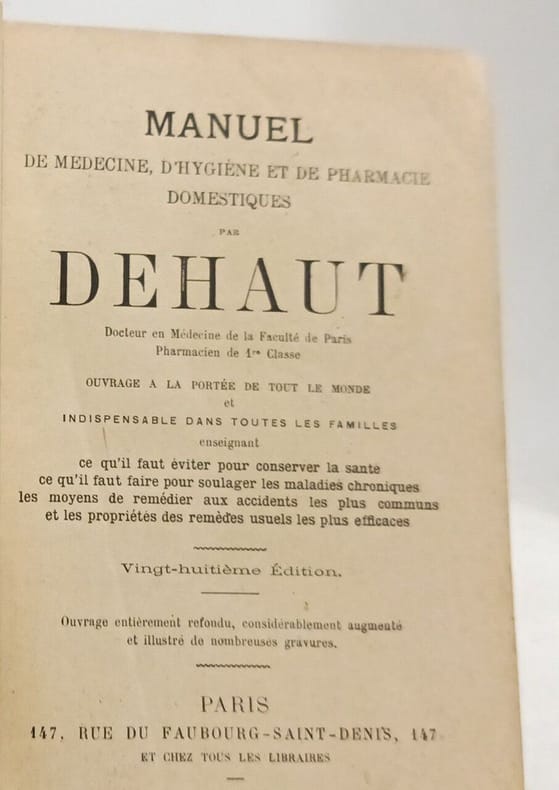 MANUEL
DE MEDECINE, D'HYGIÈNE ET DE PHARMACIE
DOMESTIQUES
PAR
DEHAUT
Docteur en Médecine de la Faculté de Paris
Pharmacien de 1re Classe
OUVRAGE A LA PORTÉE DE TOUT LE MONDE
et
INDISPENSABLE DANS TOUTES LES FAMILLES
enseignant
ce qu'il faut éviter pour conserver la sante
ce qu'il faut faire pour soulager les maladies chroniques
les moyens de remédier aux accidents les plus communs
et les propriétés des remèdes usuels les plus efficaces
Vingt-huitième Édition.
Ouvrage entièrement refondu, considérablement augmenté
et illustré de nombreuses gravures.
PARIS
147, RUE DU FAUBOURG-SAINT-DENIS, 147
ET CHEZ TOUS LES LIBRAIRES